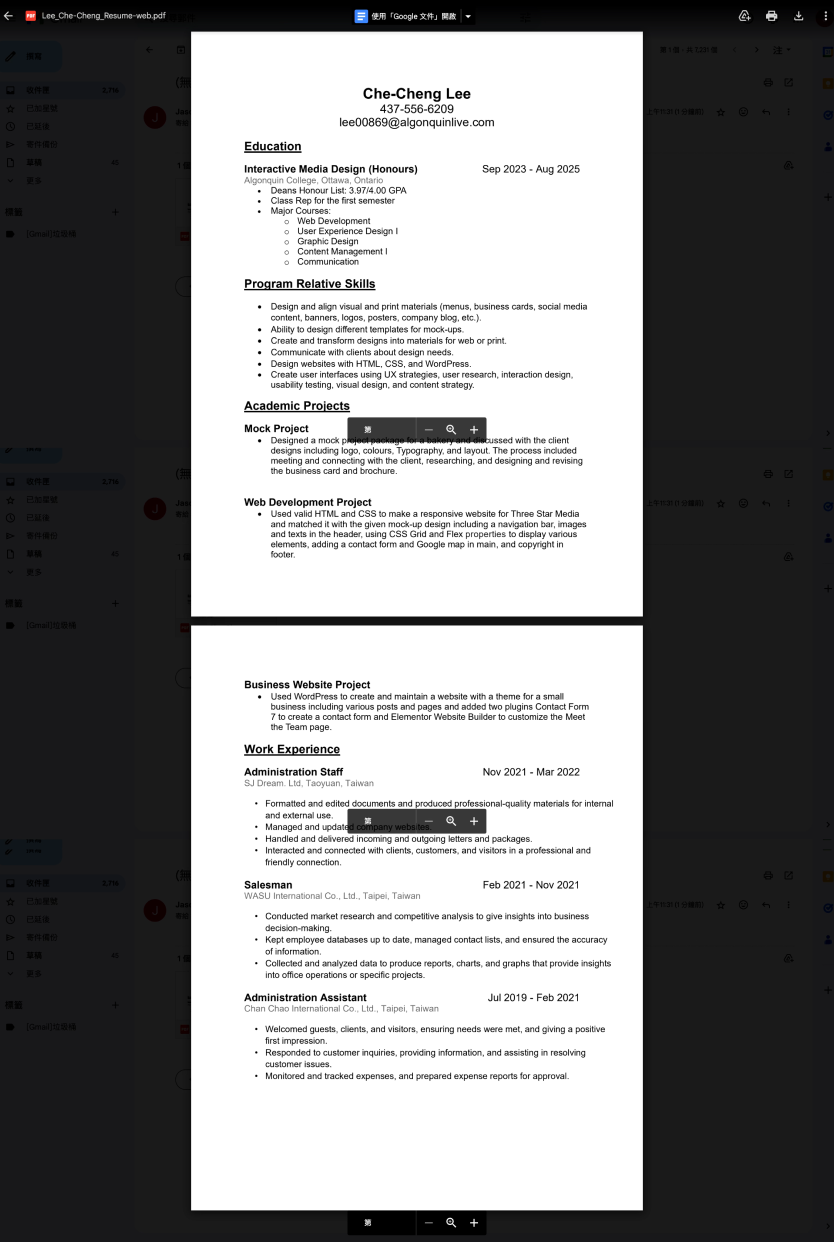 Lee_Che-Cheng_Resume-web.pdf
使用「Google 文件」開啟
Che-Cheng Lee
437-556-6209
lee00869@algonquinlive.com
Education
Interactive Media Design (Honours) Sep 2023 - Aug 2025
Algonquin College, Ottawa, Ontario
• Deans Honour List: 3.97/4.00 GPA
• Class Rep for the first semester
• Major Courses:
o Web Development
o User Experience Design I
o Graphic Design
o Content Management I
o Communication
Program Relative Skills
• Design and align visual and print materials (menus, business cards, social media
content, banners, logos, posters, company blog, etc.).
• Ability to design different templates for mock-ups.
• Create and transform designs into materials for web or print.
• Communicate with clients about design needs.
• Design websites with HTML, CSS, and WordPress.
• Create user interfaces using UX strategies, user research, interaction design,
usability testing, visual design, and content strategy.
Academic Projects
Mock Project
第
• Designed a mock project package for a bakery and discussed with the client
designs including logo, colours, Typography, and layout. The process included
meeting and connecting with the client, researching, and designing and revising
the business card and brochure.
Web Development Project
• Used valid HTML and CSS to make a responsive website for Three Star Media
and matched it with the given mock-up design including a navigation bar, images
and texts in the header, using CSS Grid and Flex properties to display various
elements, adding a contact form and Google map in main, and copyright in
footer.
Business Website Project
• Used WordPress to create and maintain a website with a theme for a small
business including various posts and pages and added two plugins Contact Form
7 to create a contact form and Elementor Website Builder to customize the Meet
the Team page.
Work Experience
Administration Staff Nov 2021 - Mar 2022
SJ Dream. Ltd, Taoyuan, Taiwan
• Formatted and edited documents and produced professional-quality materials for internal
and external use.
第
• Managed and updated company websites.
• Handled and delivered incoming and outgoing letters and packages.
• Interacted and connected with clients, customers, and visitors in a professional and
friendly connection.
Salesman Feb 2021 - Nov 2021
WASU International Co., Ltd., Taipei, Taiwan
• Conducted market research and competitive analysis to give insights into business
decision-making.
• Kept employee databases up to date, managed contact lists, and ensured the accuracy
of information.
• Collected and analyzed data to produce reports, charts, and graphs that provide insights
into office operations or specific projects.
Administration Assistant Jul 2019 - Feb 2021
Chan Chao International Co., Ltd., Taipei, Taiwan
• Welcomed guests, clients, and visitors, ensuring needs were met, and giving a positive
first impression.
• Responded to customer inquiries, providing information, and assisting in resolving
customer issues.
• Monitored and tracked expenses, and prepared expense reports for approval.
第